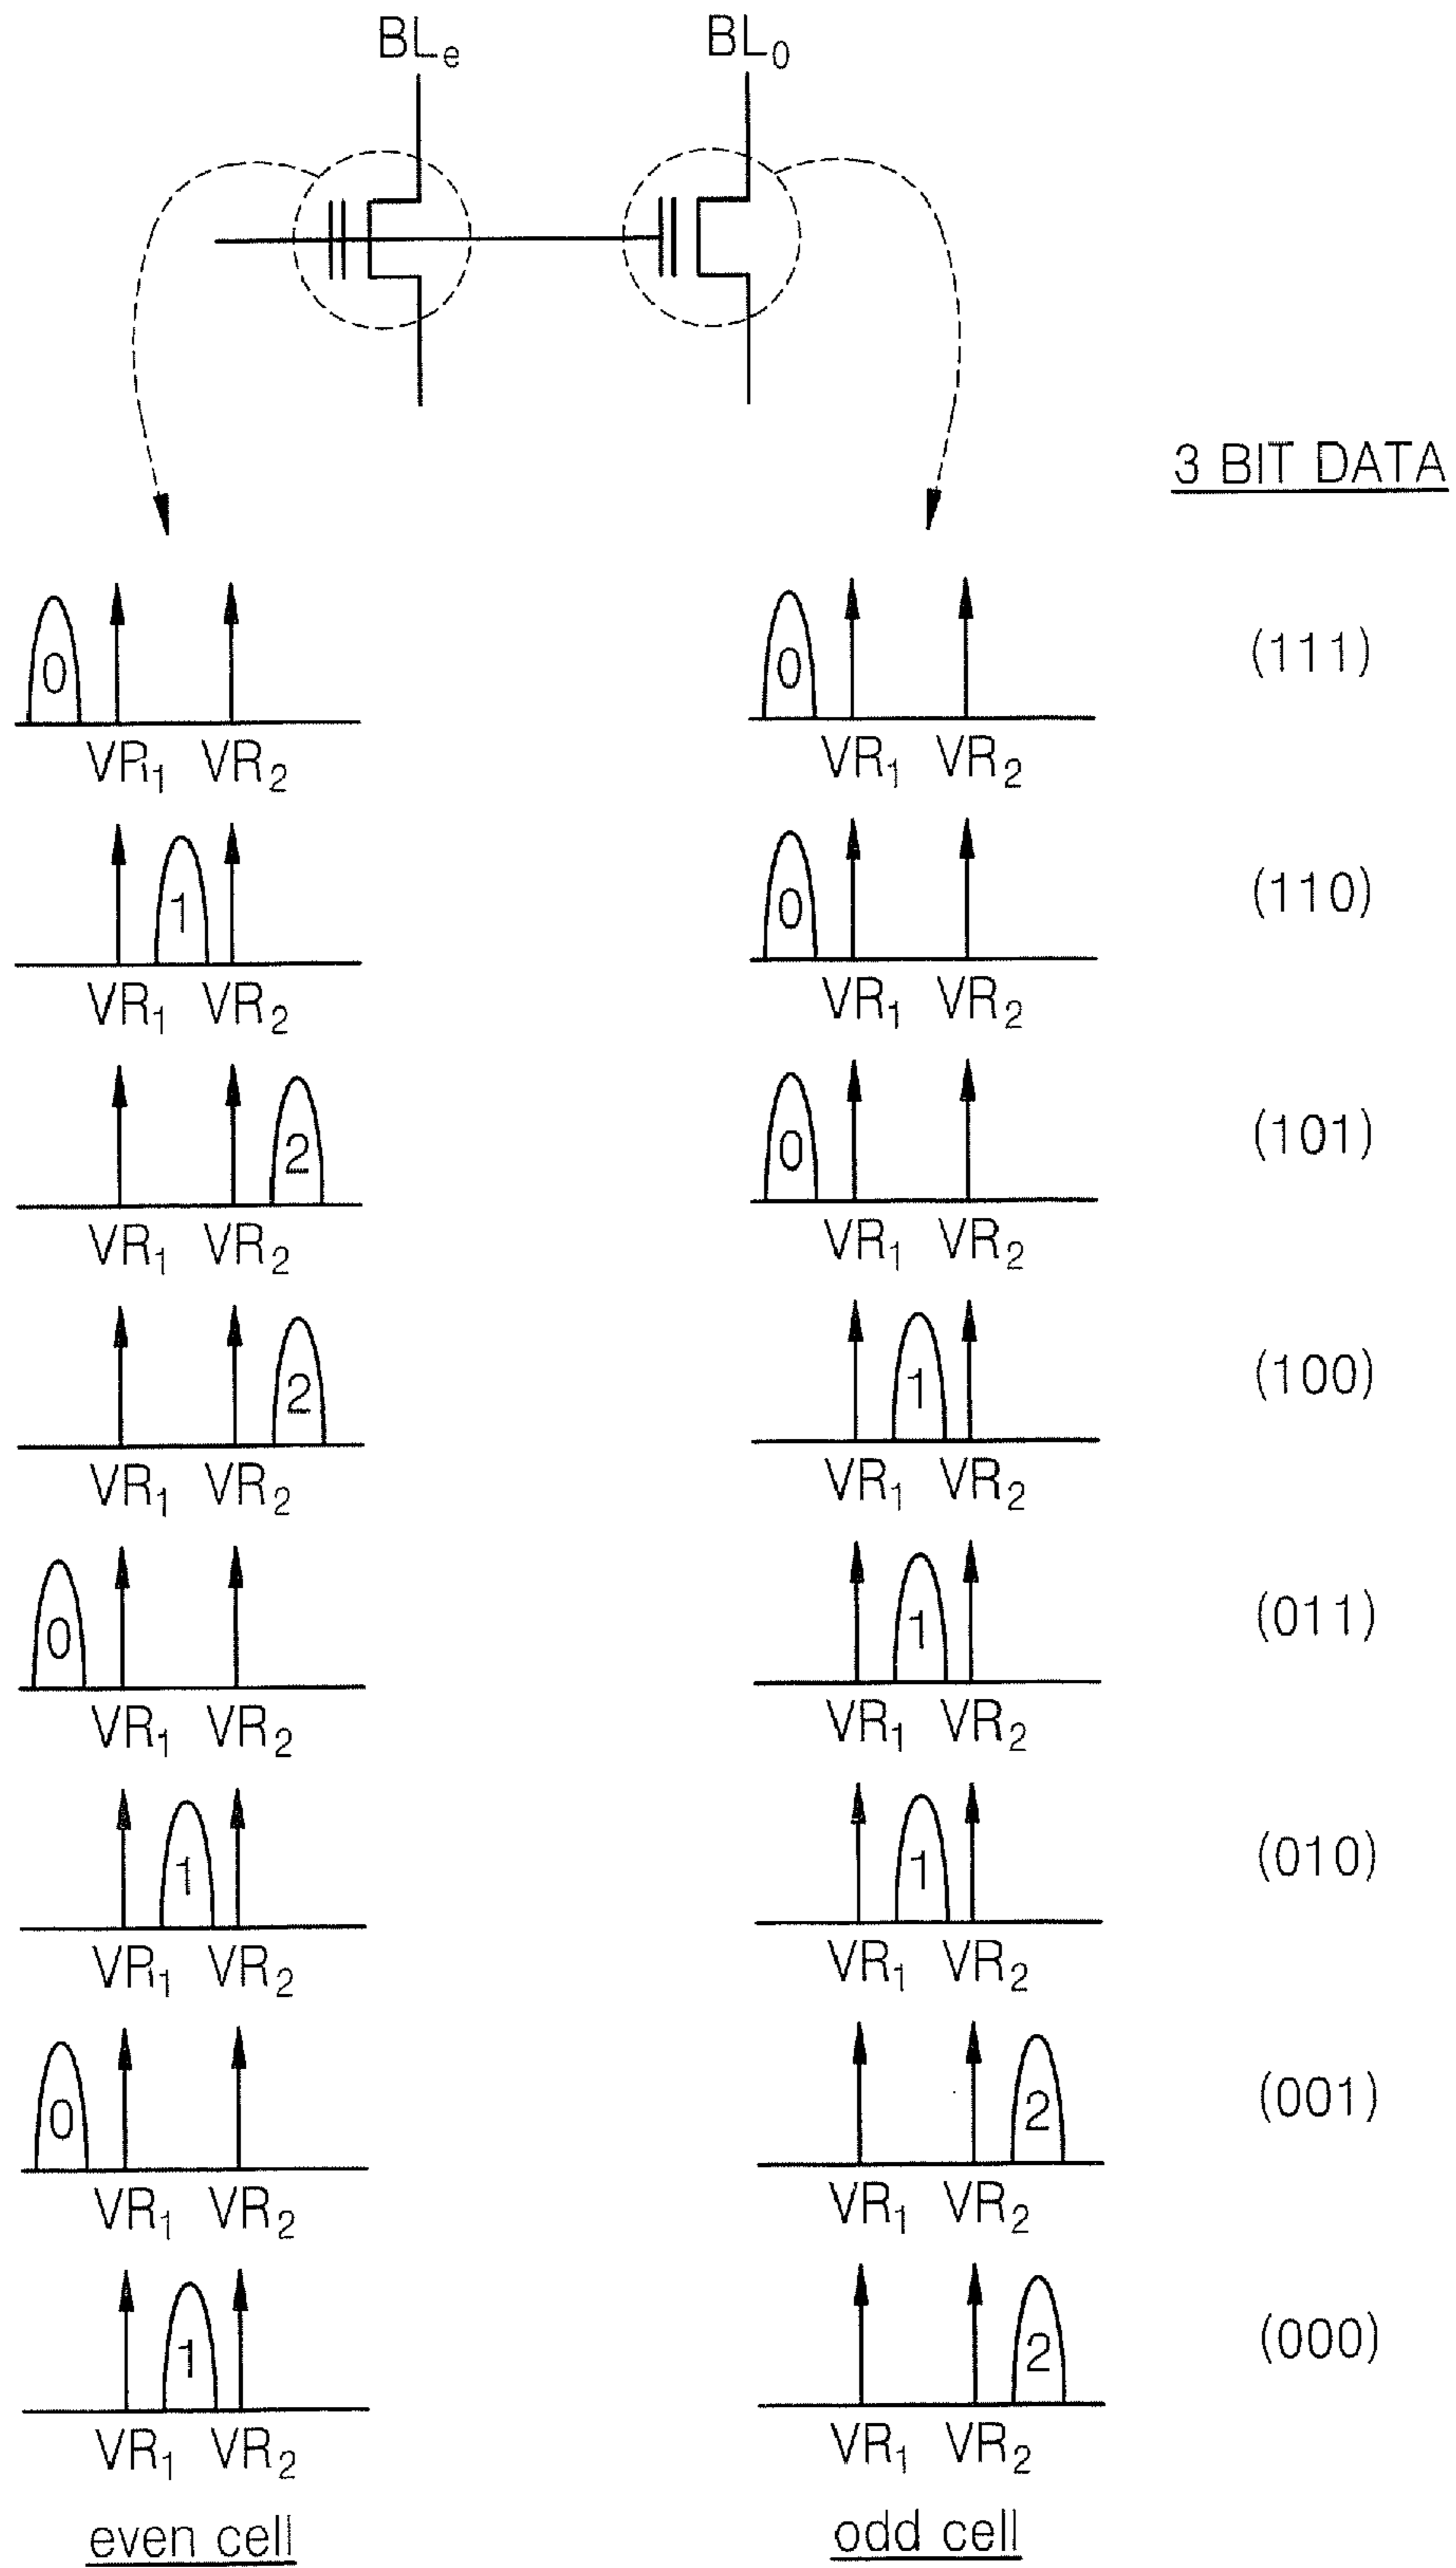 BLe BL0
3 BIT DATA
0 0 (111)
VR1 VR2 VR1 VR2
1 0 (110)
VR1 VR2 VR1 VR2
2 0 (101)
VR1 VR2 VR1 VR2
2 1 (100)
VR1 VR2 VR1 VR2
0 1 (011)
VR1 VR2 VR1 VR2
1 1 (010)
VR1 VR2 VR1 VR2
0 2 (001)
VR1 VR2 VR1 VR2
1 2 (000)
VR1 VR2 VR1 VR2
even cell odd cell